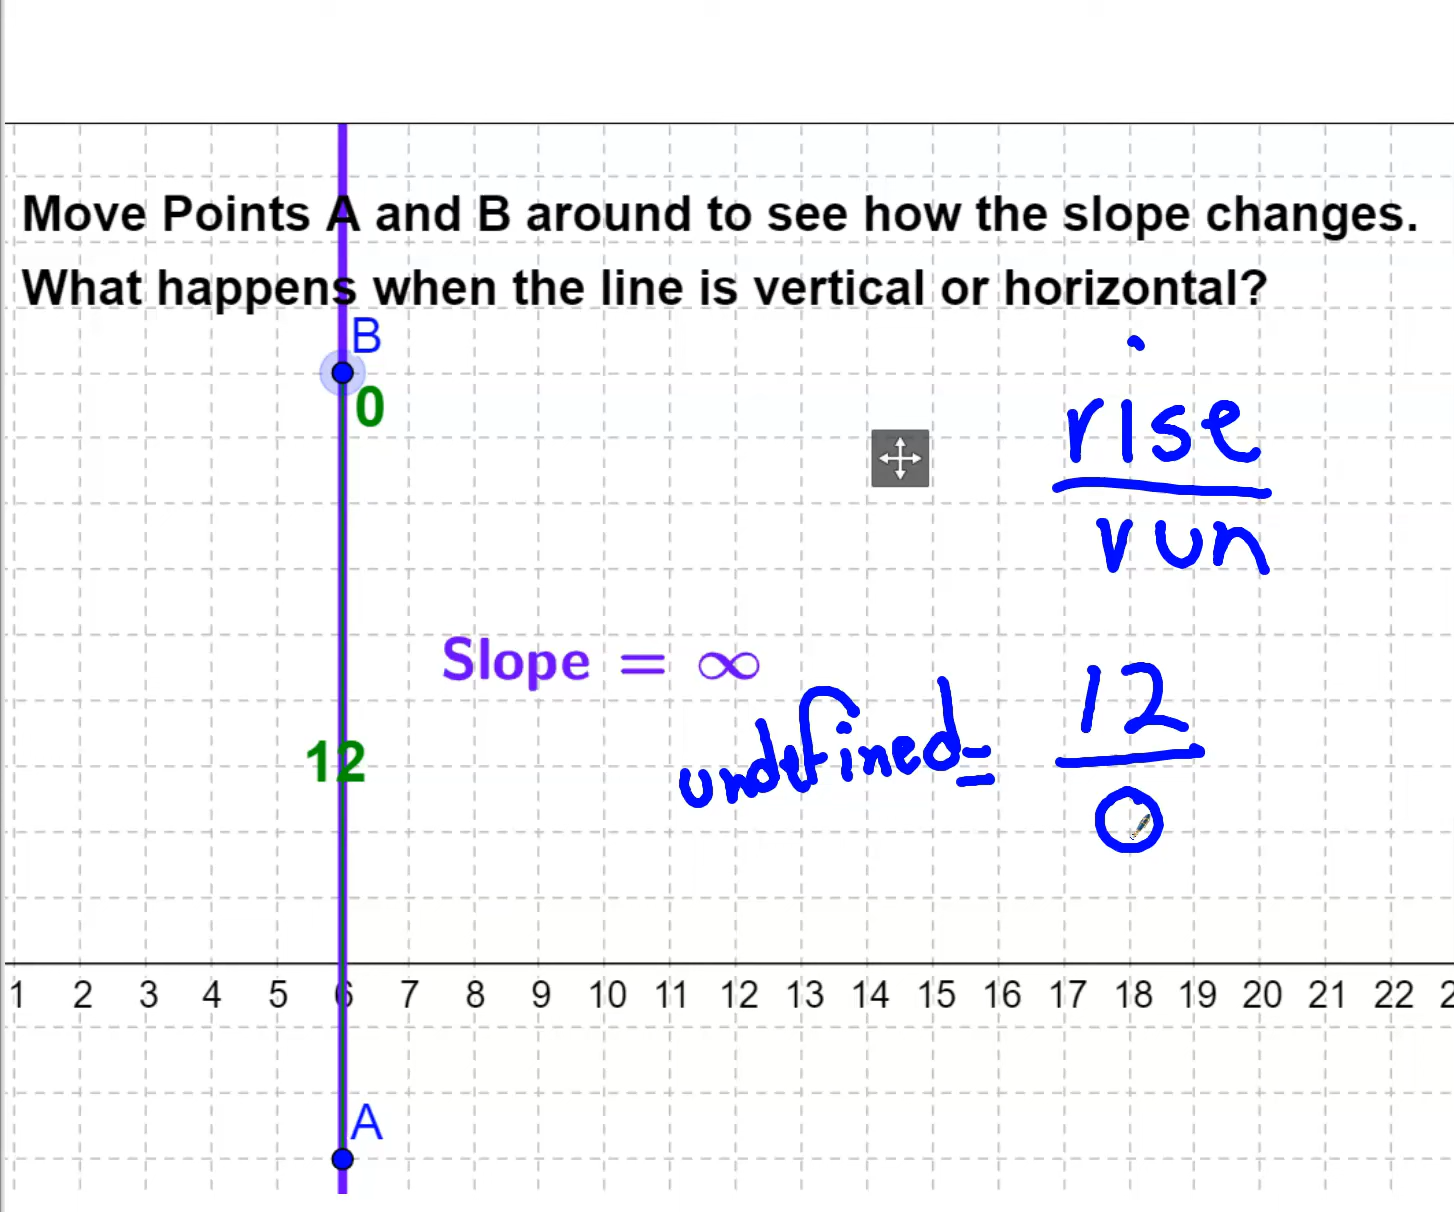 Move Points A and B around to see how the slope changes.
What happens when the line is vertical or horizontal?
B
0
rise
run
Slope = ∞
12
undefined = 12
0
1 2 3 4 5 6 7 8 9 10 11 12 13 14 15 16 17 18 19 20 21 22 2
A